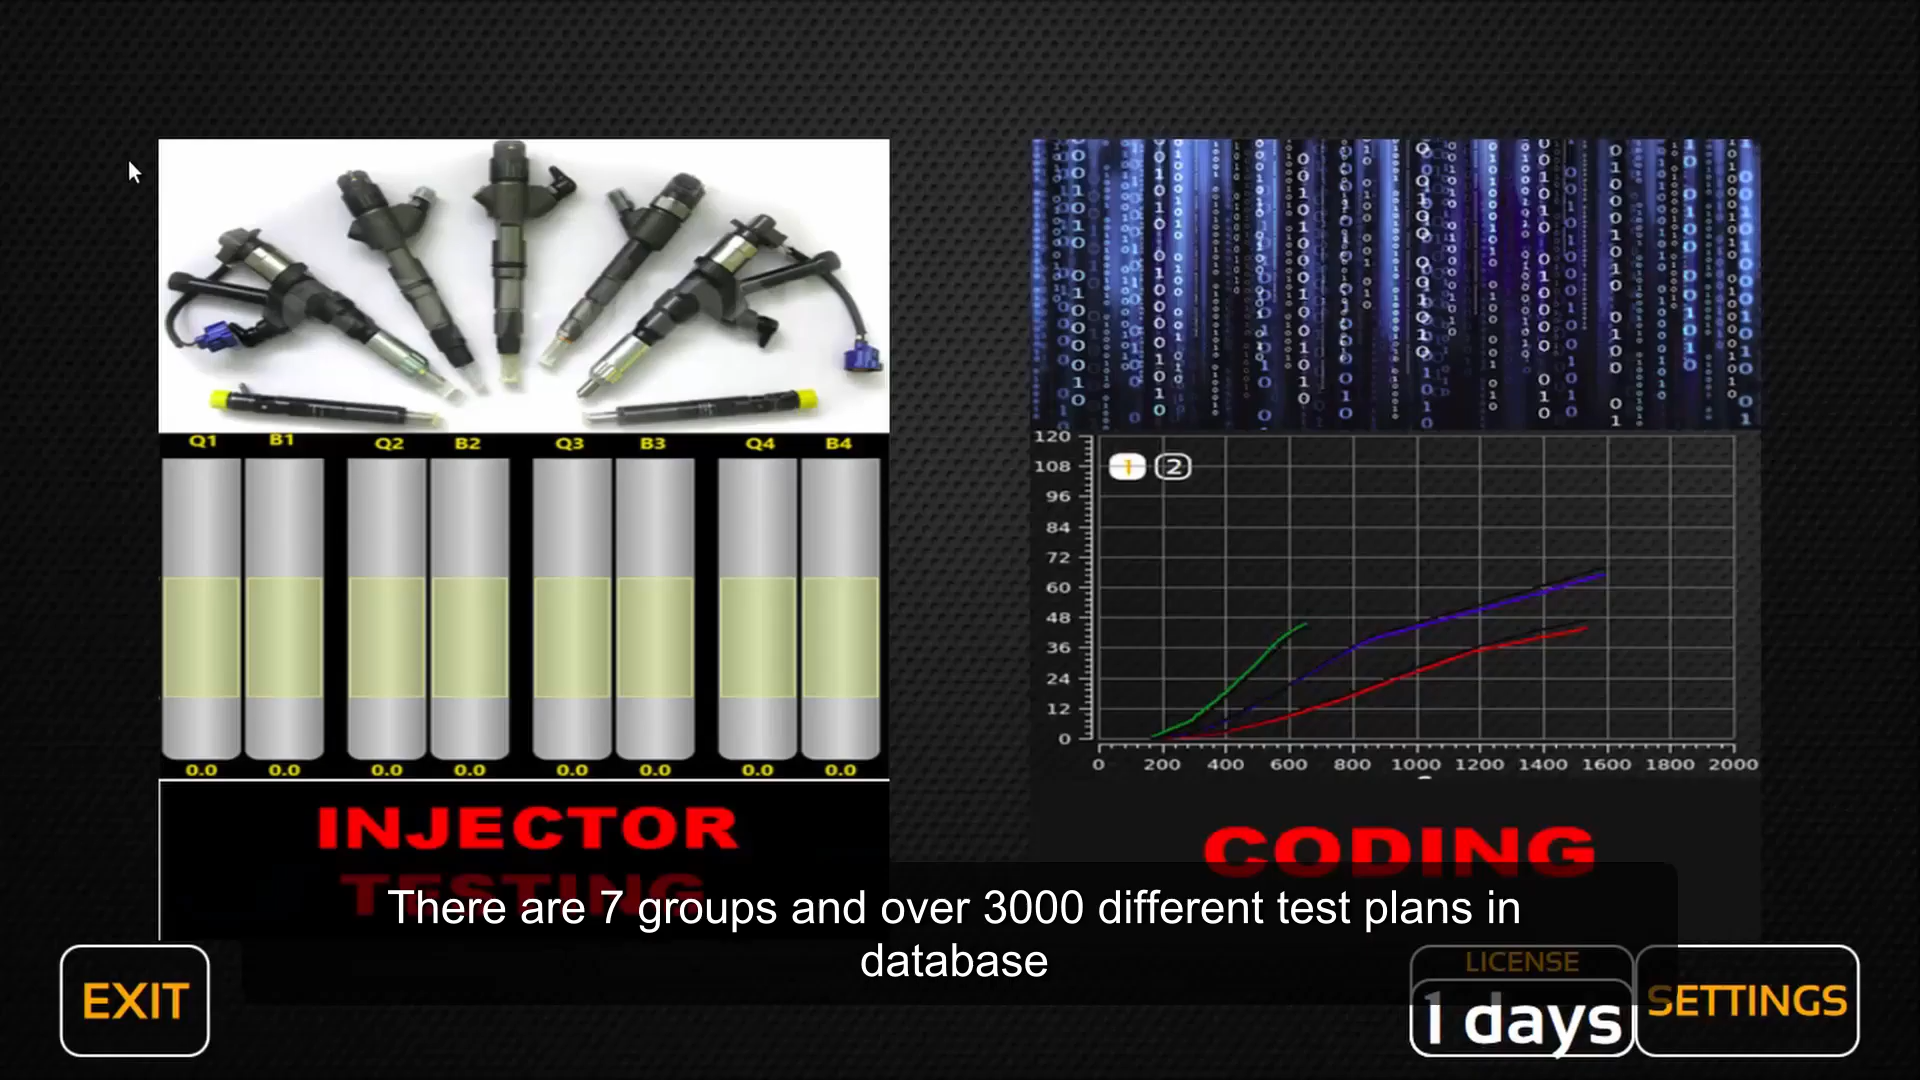 Q1 B1 Q2 B2 Q3 B3 Q4 B4
0.0 0.0 0.0 0.0 0.0 0.0 0.0 0.0
INJECTOR
TESTING
120
108
96
84
72
60
48
36
24
12
0
1 2
0 200 400 600 800 1000 1200 1400 1600 1800 2000
CODING
There are 7 groups and over 3000 different test plans in
database
EXIT
LICENSE
1 days
SETTINGS